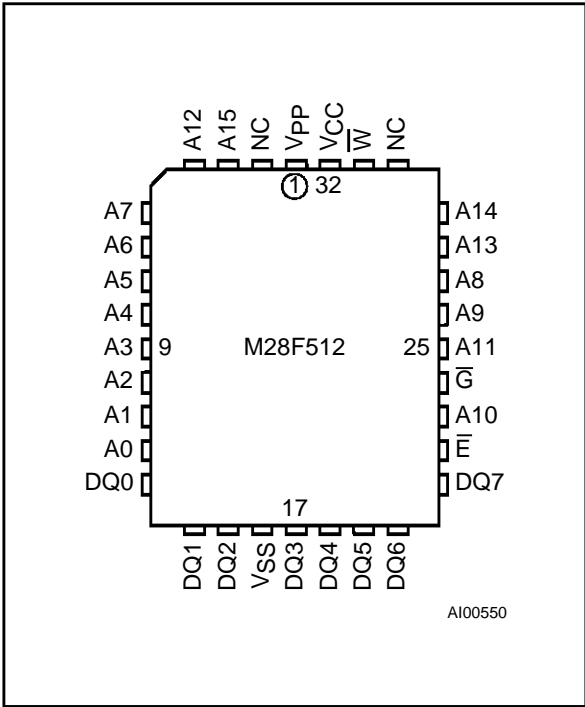 A12 A15 NC VPP VCC W̅ NC
1 32
A7 A14
A6 A13
A5 A8
A4 A9
A3 9 M28F512 25 A11
A2 G̅
A1 A10
A0 E̅
DQ0 DQ7
17
DQ1 DQ2 VSS DQ3 DQ4 DQ5 DQ6
AI00550